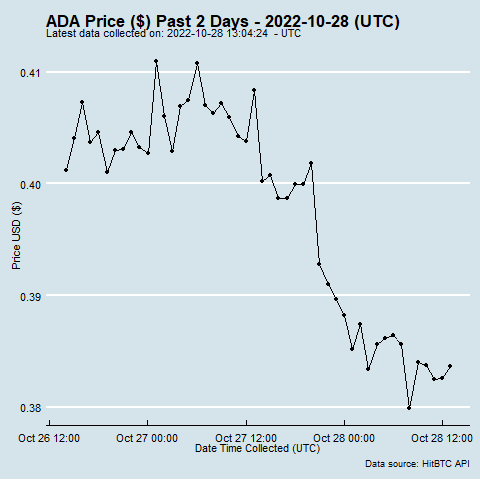 ADA Price ($) Past 2 Days - 2022-10-28 (UTC)
Latest data collected on: 2022-10-28 13:04:24 - UTC
0.41
0.40
0.39
0.38
Price USD ($)
Oct 26 12:00 Oct 27 00:00 Oct 27 12:00 Oct 28 00:00 Oct 28 12:00
Date Time Collected (UTC)
Data source: HitBTC API